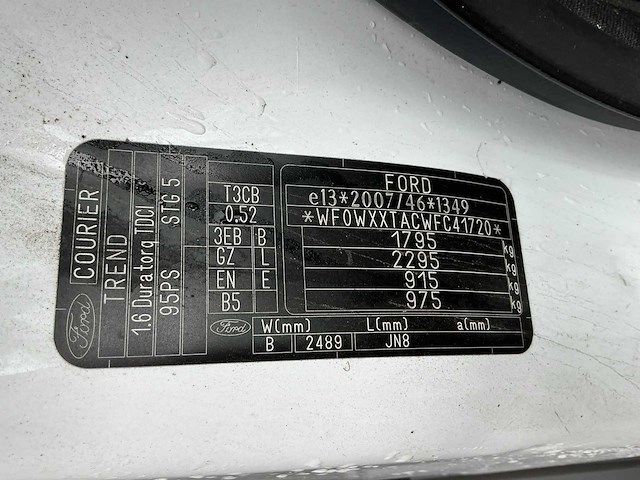 FORD
e13*2007/46*1349
*WF0WXXTACWFC41720*
1795 kg
2295 kg
915 kg
975 kg
T3CB
0.52
3EB B
GZ L
EN E
B5
Ford
COURIER
TREND
1.6 Duratorq TDCI
95PS STG 5
Ford W(mm) L(mm) a(mm)
B 2489 JN8